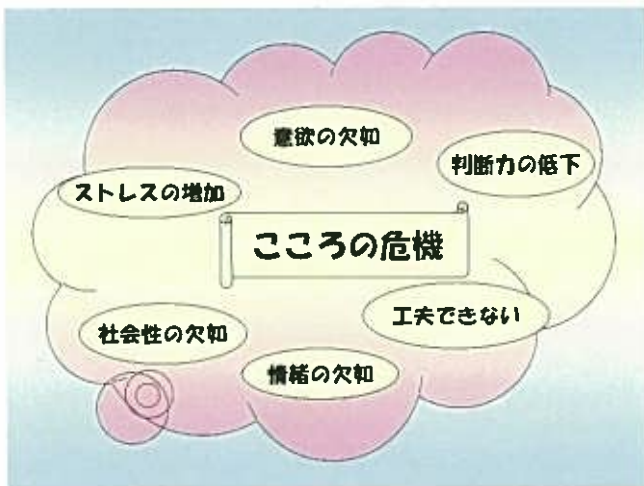 意欲の欠如
判断力の低下
ストレスの増加
こころの危機
社会性の欠如
工夫できない
情緒の欠如